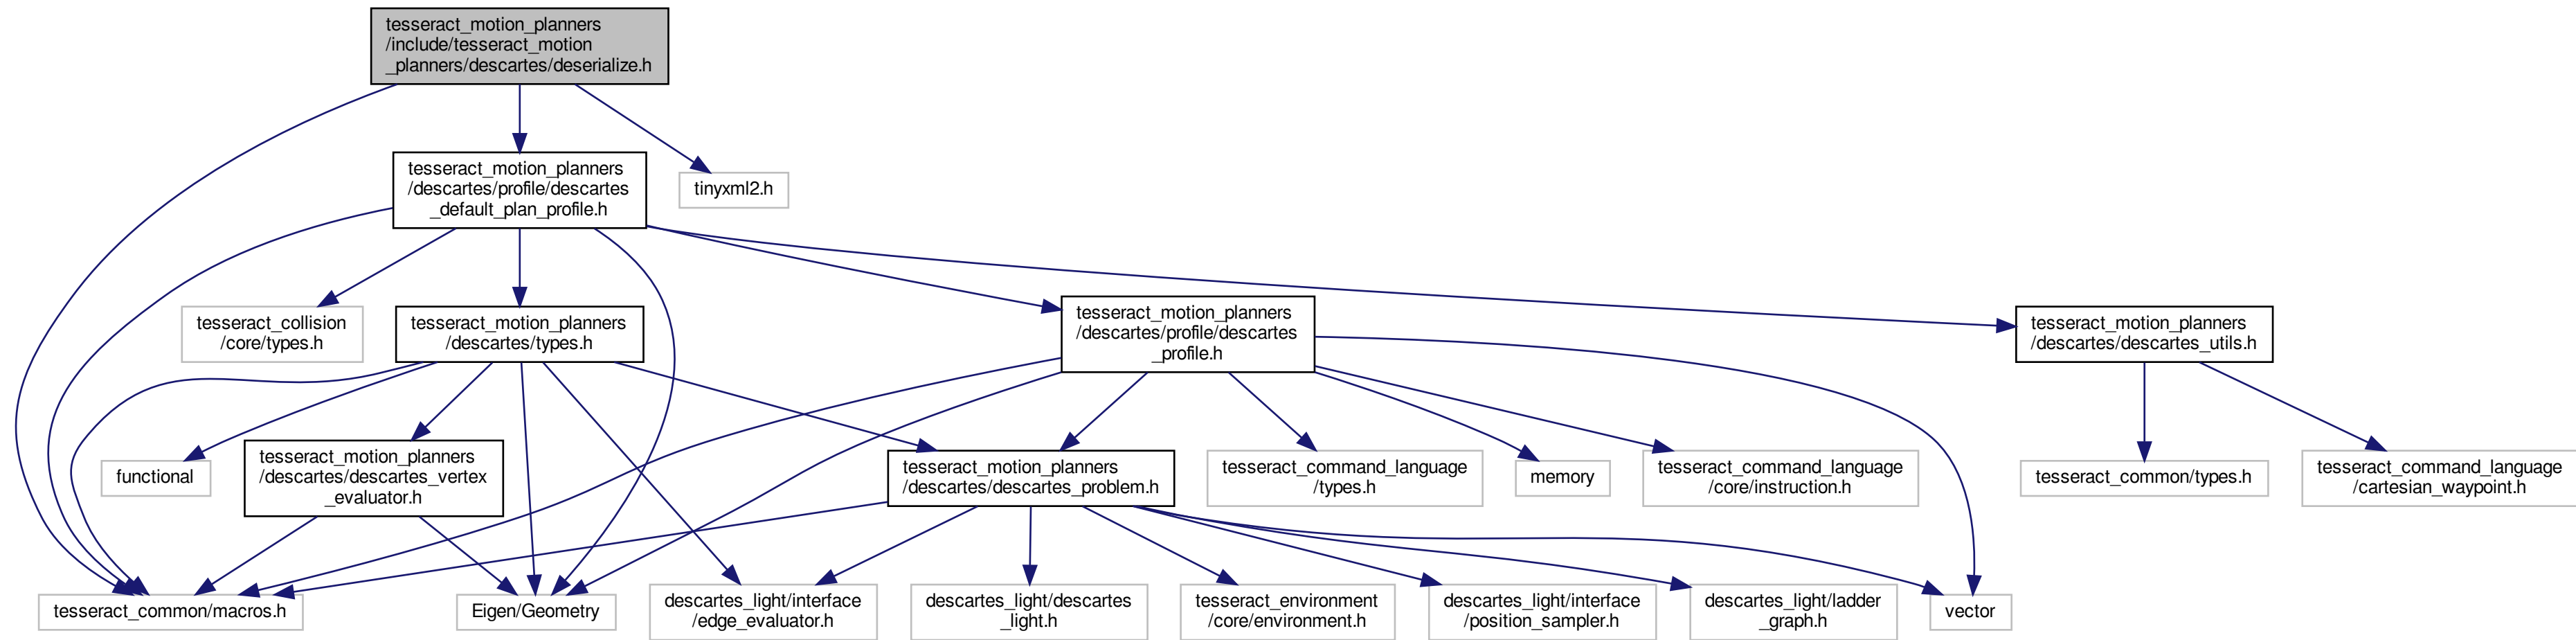 tesseract_motion_planners
/include/tesseract_motion
_planners/descartes/deserialize.h
tesseract_motion_planners
/descartes/profile/descartes
_default_plan_profile.h
tinyxml2.h
tesseract_collision
/core/types.h
tesseract_motion_planners
/descartes/types.h
tesseract_motion_planners
/descartes/profile/descartes
_profile.h
tesseract_motion_planners
/descartes/descartes_utils.h
functional
tesseract_motion_planners
/descartes/descartes_vertex
_evaluator.h
tesseract_motion_planners
/descartes/descartes_problem.h
tesseract_command_language
/types.h
memory
tesseract_command_language
/core/instruction.h
tesseract_common/types.h
tesseract_command_language
/cartesian_waypoint.h
tesseract_common/macros.h
Eigen/Geometry
descartes_light/interface
/edge_evaluator.h
descartes_light/descartes
_light.h
tesseract_environment
/core/environment.h
descartes_light/interface
/position_sampler.h
descartes_light/ladder
_graph.h
vector